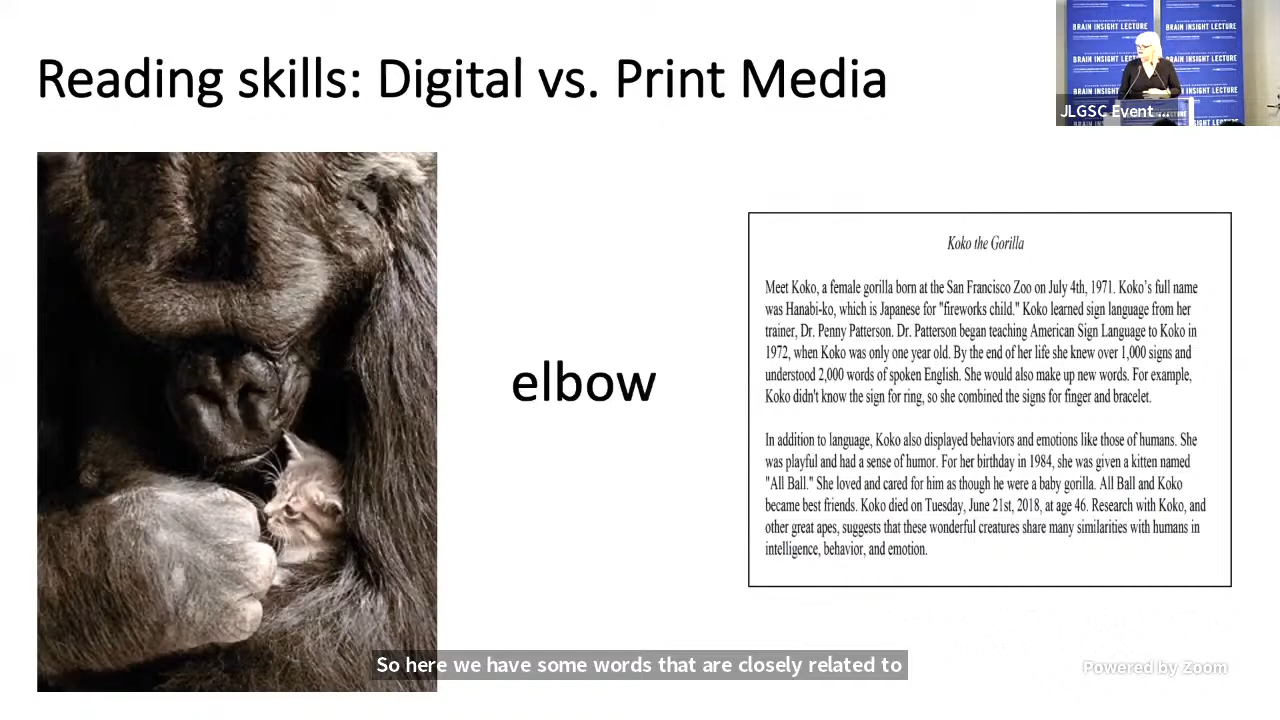 Reading skills: Digital vs. Print Media
BRAIN INSIGHT LECTURE
BRAIN INSIGHT LECTURE
JLGSC Event ...
elbow
Koko the Gorilla
Meet Koko, a female gorilla born at the San Francisco Zoo on July 4th, 1971. Koko's full name
was Hanabi-ko, which is Japanese for "fireworks child." Koko learned sign language from her
trainer, Dr. Penny Patterson. Dr. Patterson began teaching American Sign Language to Koko in
1972, when Koko was only one year old. By the end of her life she knew over 1,000 signs and
understood 2,000 words of spoken English. She would also make up new words. For example,
Koko didn't know the sign for ring, so she combined the signs for finger and bracelet.
In addition to language, Koko also displayed behaviors and emotions like those of humans. She
was playful and had a sense of humor. For her birthday in 1984, she was given a kitten named
"All Ball." She loved and cared for him as though he were a baby gorilla. All Ball and Koko
became best friends. Koko died on Tuesday, June 21st, 2018, at age 46. Research with Koko, and
other great apes, suggests that these wonderful creatures share many similarities with humans in
intelligence, behavior, and emotion.
So here we have some words that are closely related to
Powered by Zoom